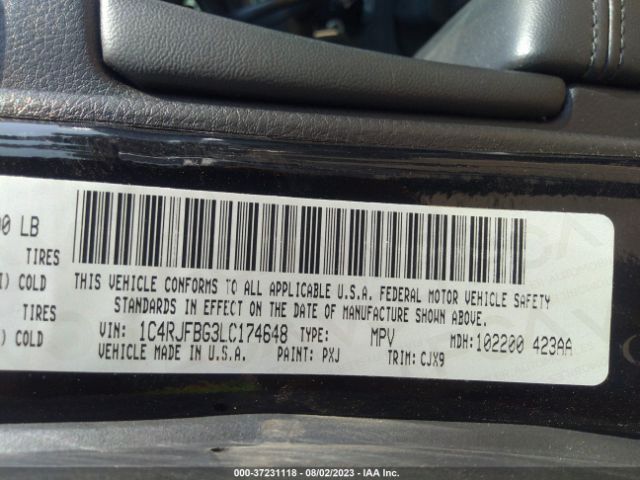 00 LB
TIRES
COLD
TIRES
) COLD
THIS VEHICLE CONFORMS TO ALL APPLICABLE U.S.A. FEDERAL MOTOR VEHICLE SAFETY
STANDARDS IN EFFECT ON THE DATE OF MANUFACTURE SHOWN ABOVE.
VIN: 1C4RJFBG3LC174648 TYPE: MPV MDH:102200 423AA
VEHICLE MADE IN U.S.A. PAINT: PXJ TRIM: CJX9
000-37231118 - 08/02/2023 - IAA Inc.